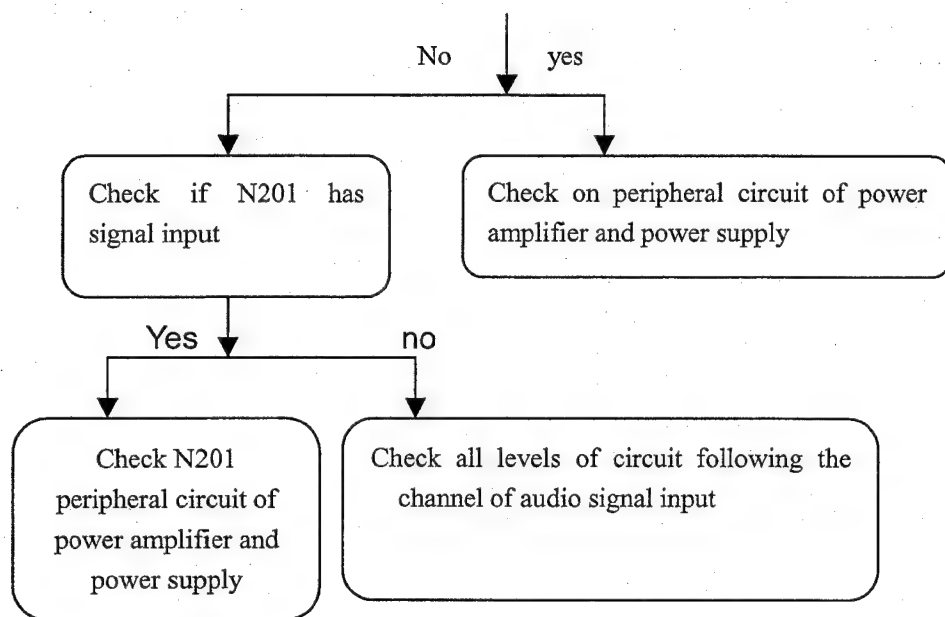 No yes
Check if N201 has
signal input
Check on peripheral circuit of power
amplifier and power supply
Yes no
Check N201
peripheral circuit of
power amplifier and
power supply
Check all levels of circuit following the
channel of audio signal input